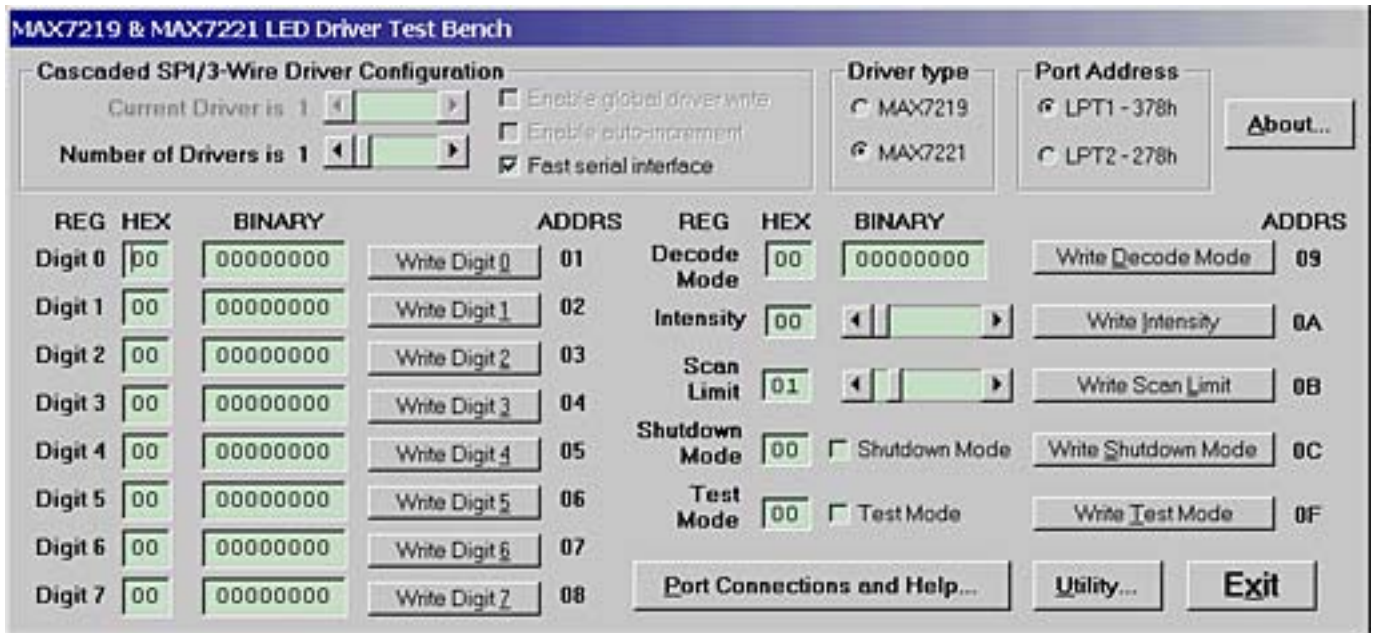 MAX7219 & MAX7221 LED Driver Test Bench
Cascaded SPI/3-Wire Driver Configuration
Current Driver is 1
Enable global driver write
Enable auto-increment
Number of Drivers is 1
Fast serial interface
Driver type
MAX7219
MAX7221
Port Address
LPT1 - 378h
LPT2 - 278h
About...
REG HEX BINARY ADDRS
Digit 0 00 00000000 Write Digit 0 01
Digit 1 00 00000000 Write Digit 1 02
Digit 2 00 00000000 Write Digit 2 03
Digit 3 00 00000000 Write Digit 3 04
Digit 4 00 00000000 Write Digit 4 05
Digit 5 00 00000000 Write Digit 5 06
Digit 6 00 00000000 Write Digit 6 07
Digit 7 00 00000000 Write Digit 7 08
REG HEX BINARY ADDRS
Decode Mode 00 00000000 Write Decode Mode 09
Intensity 00 Write Intensity 0A
Scan Limit 01 Write Scan Limit 0B
Shutdown Mode 00 Shutdown Mode Write Shutdown Mode 0C
Test Mode 00 Test Mode Write Test Mode 0F
Port Connections and Help... Utility... Exit